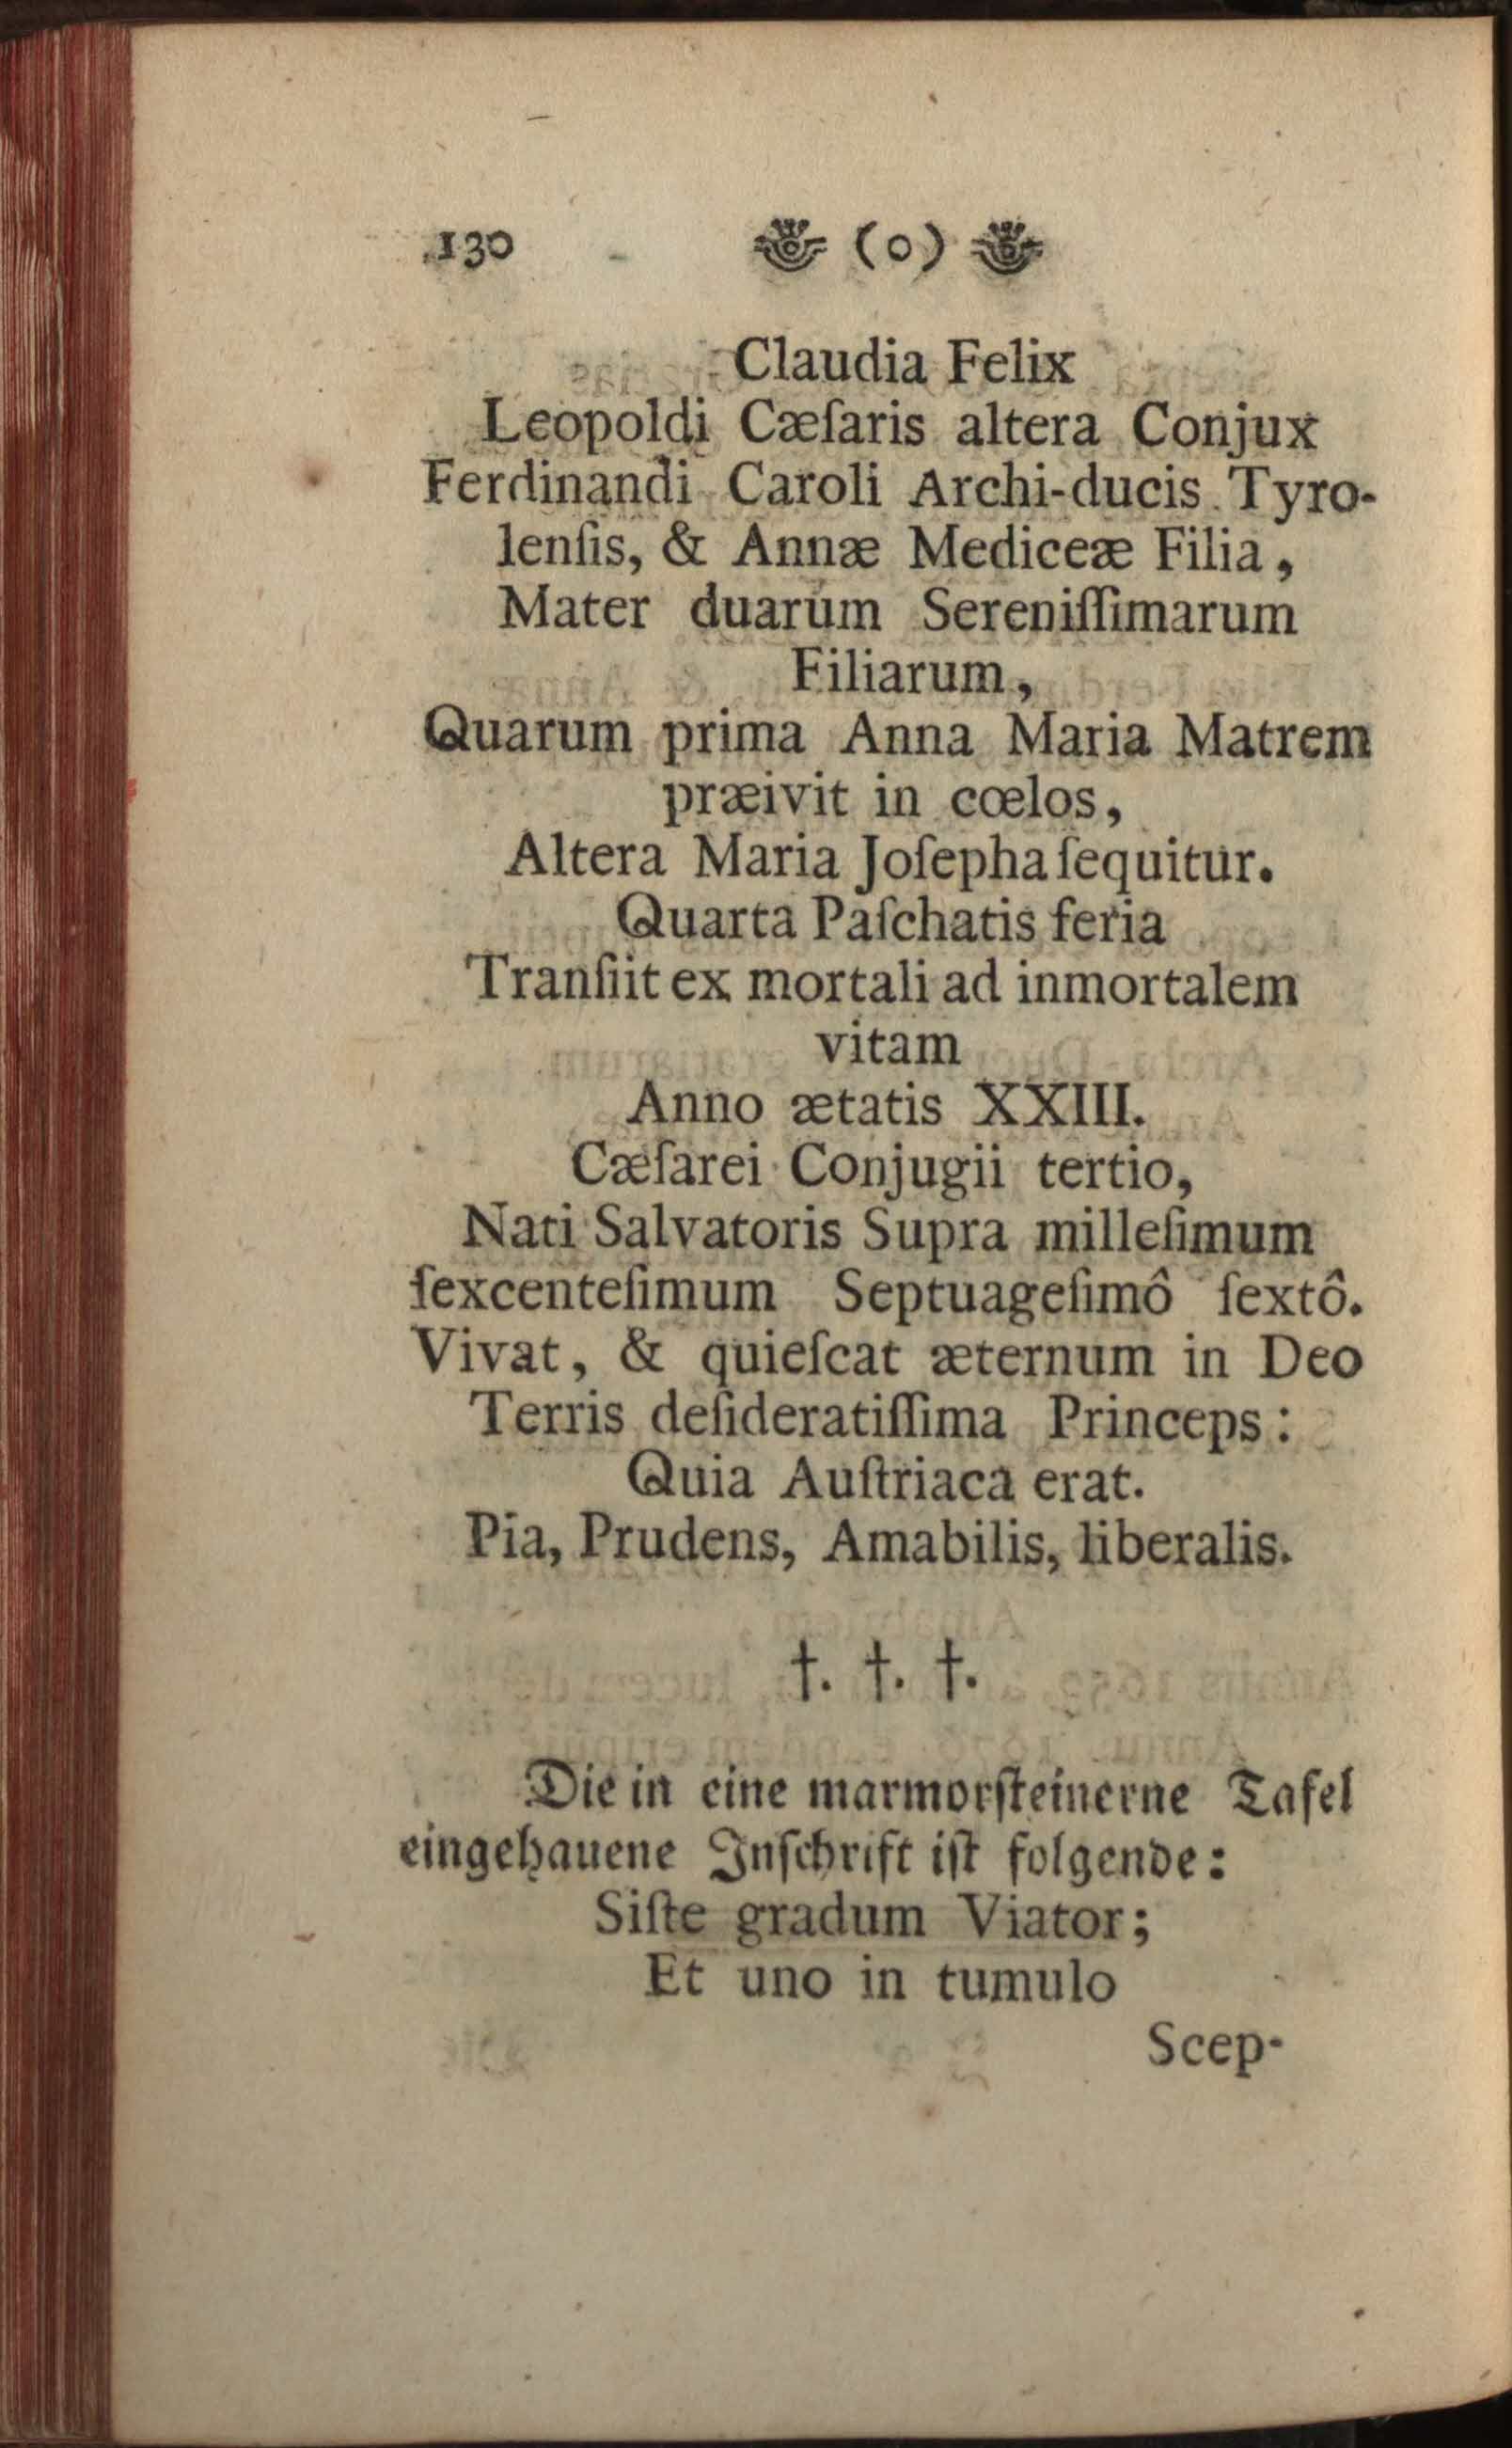 130 (o)
Claudia Felix
Leopoldi Cæſaris altera Conjux
Ferdinandi Caroli Archi-ducis Tyro-
lenſis, & Annæ Mediceæ Filia,
Mater duarum Sereniſſimarum
Filiarum,
Quarum prima Anna Maria Matrem
præivit in cœlos,
Altera Maria Joſepha ſequitur.
Quarta Paſchatis feria
Tranſiit ex mortali ad inmortalem
vitam
Anno ætatis XXIII.
Cæſarei Conjugii tertio,
Nati Salvatoris Supra milleſimum
ſexcenteſimum Septuageſimô ſextô.
Vivat, & quieſcat æternum in Deo
Terris deſideratiſſima Princeps:
Quia Auſtriaca erat.
Pia, Prudens, Amabilis, liberalis.
†. †. †.
Die in eine marmorſteinerne Tafel
eingehauene Inſchrift iſt folgende:
Siſte gradum Viator;
Et uno in tumulo
Scep-